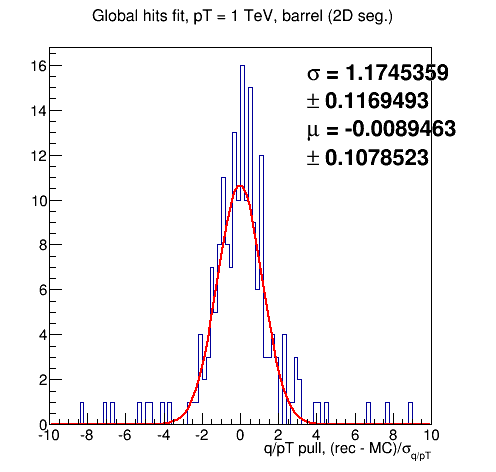 Global hits fit, pT = 1 TeV, barrel (2D seg.)
σ = 1.1745359
± 0.1169493
μ = -0.0089463
± 0.1078523
16
14
12
10
8
6
4
2
0
-10 -8 -6 -4 -2 0 2 4 6 8 10
q/pT pull, (rec - MC)/σq/pT